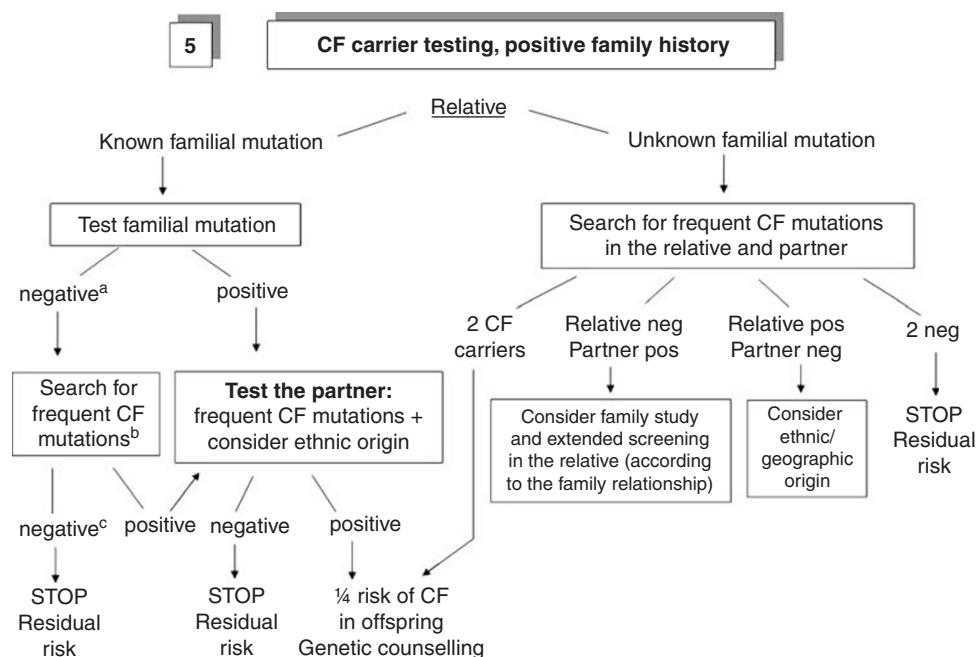 5
CF carrier testing, positive family history
Relative
Known familial mutation
Unknown familial mutation
Test familial mutation
Search for frequent CF mutations
in the relative and partner
negativeᵃ
positive
2 CF
carriers
Relative neg
Partner pos
Relative pos
Partner neg
2 neg
Search for
frequent CF
mutationsᵇ
Test the partner:
frequent CF mutations +
consider ethnic origin
Consider family study
and extended screening
in the relative (according
to the family relationship)
Consider
ethnic/
geographic
origin
STOP
Residual
risk
negativeᶜ
positive
negative
positive
STOP
Residual
risk
STOP
Residual
risk
¼ risk of CF
in offspring
Genetic counselling